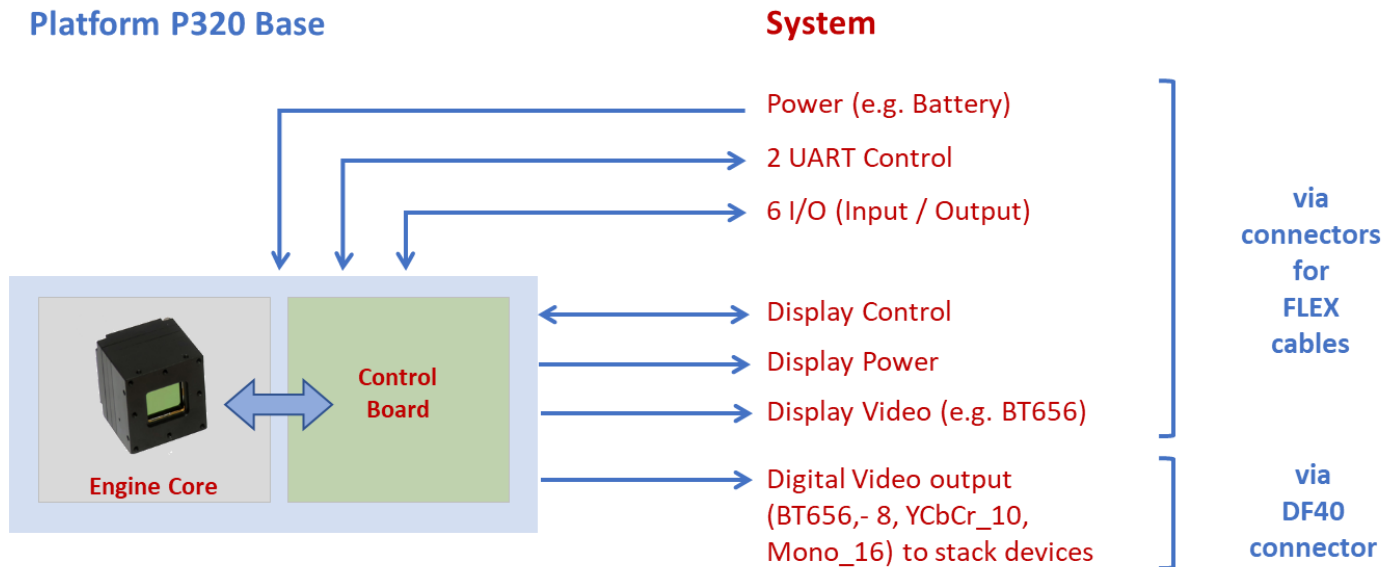 Platform P320 Base
System
Power (e.g. Battery)
2 UART Control
6 I/O (Input / Output)
via
connectors
for
FLEX
cables
Display Control
Display Power
Display Video (e.g. BT656)
Control
Board
Engine Core
Digital Video output
(BT656,- 8, YCbCr_10,
Mono_16) to stack devices
via
DF40
connector